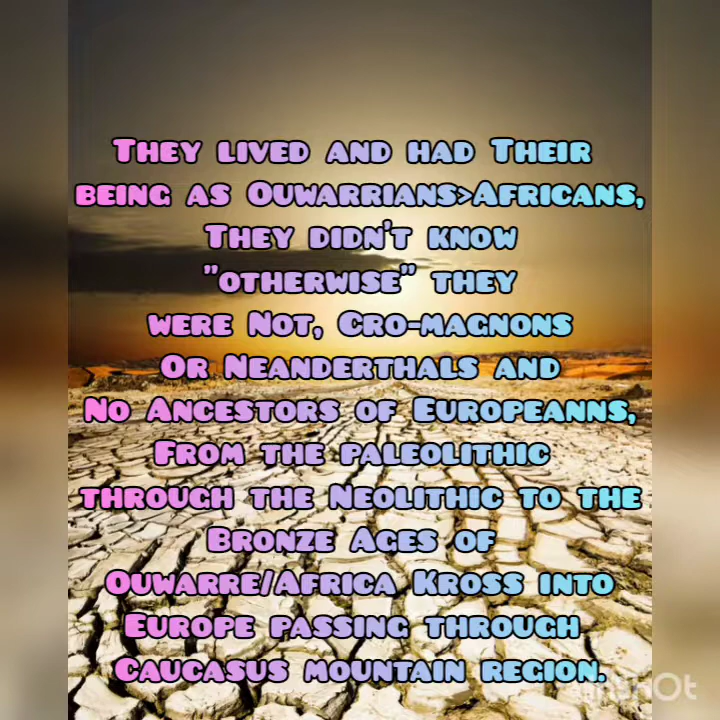 They lived and had Their
being as Ouwarrians>Africans,
They didn't know
"otherwise" they
were Not, Cro-magnons
Or Neanderthals and
No Ancestors of Europeanns,
From the paleolithic
through the Neolithic to the
Bronze Ages of
Ouwarre/Africa Kross into
Europe passing through
Caucasus mountain region.
InShOt